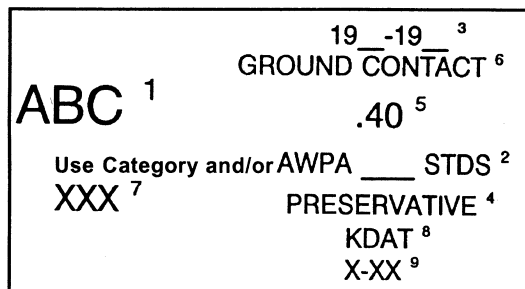 19__-19__ 3
GROUND CONTACT 6
ABC 1
.40 5
Use Category and/or AWPA ____ STDS 2
XXX 7
PRESERVATIVE 4
KDAT 8
X-XX 9